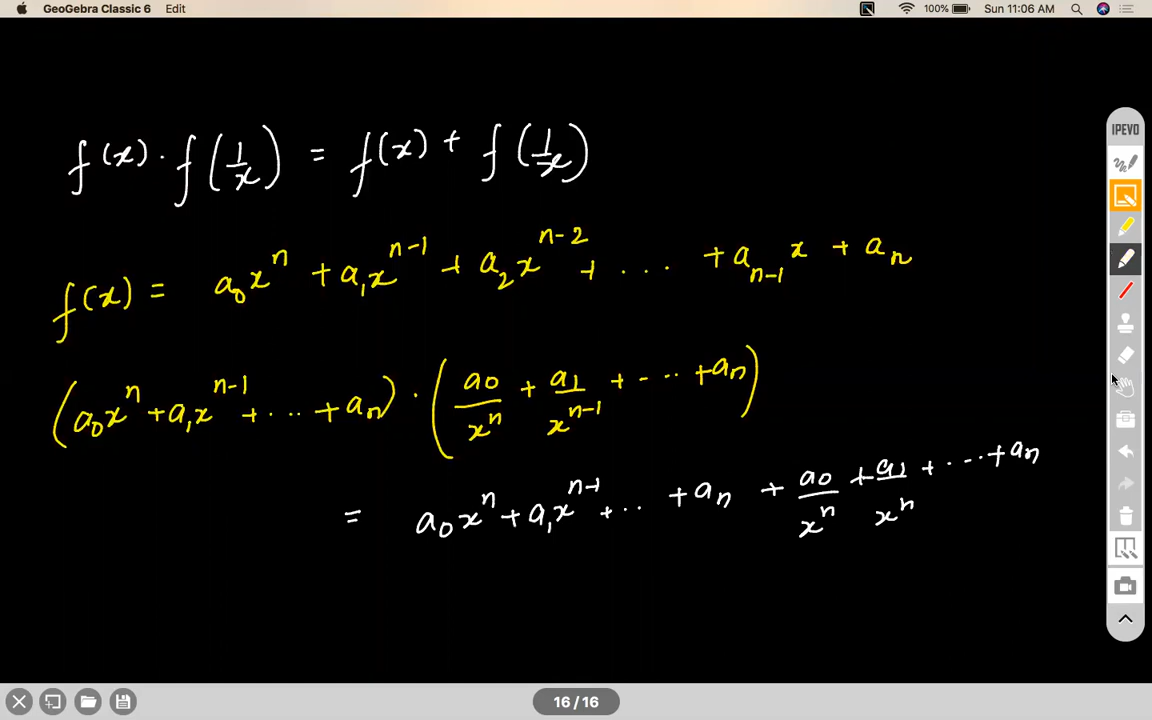 GeoGebra Classic 6 Edit 100% Sun 11:06 AM
IPEVO
f(x) · f(1/x) = f(x) + f(1/x)
f(x) = a₀xⁿ + a₁xⁿ⁻¹ + a₂xⁿ⁻² + ... + aₙ₋₁x + aₙ
(a₀xⁿ + a₁xⁿ⁻¹ + ... + aₙ) · (a₀/xⁿ + a₁/xⁿ⁻¹ + ... + aₙ)
= a₀xⁿ + a₁xⁿ⁻¹ + .. + aₙ + a₀/xⁿ + a₁/xⁿ + ... + aₙ
16 / 16